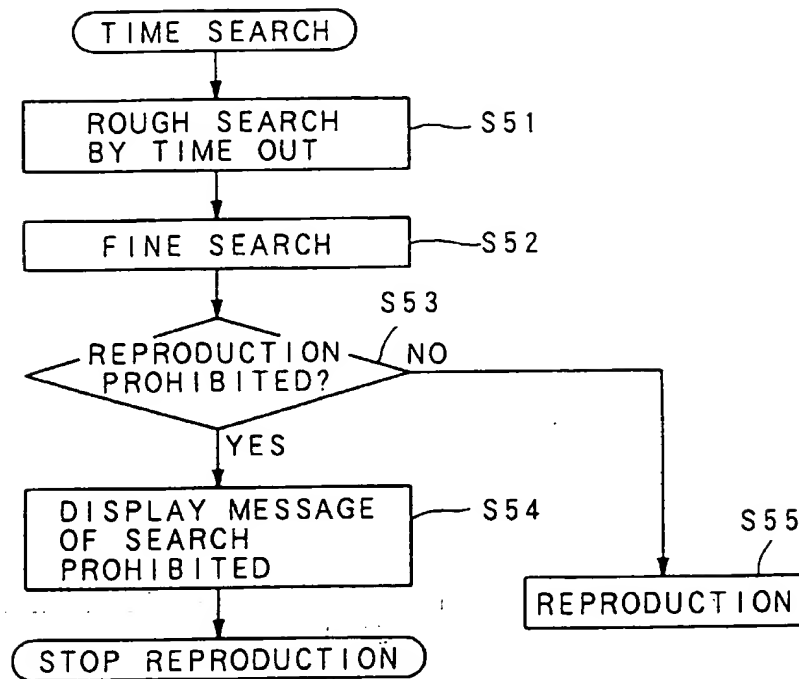 TIME SEARCH
ROUGH SEARCH
BY TIME OUT
S51
FINE SEARCH
S52
S53
REPRODUCTION
PROHIBITED?
NO
YES
DISPLAY MESSAGE
OF SEARCH
PROHIBITED
S54
S55
REPRODUCTION
STOP REPRODUCTION